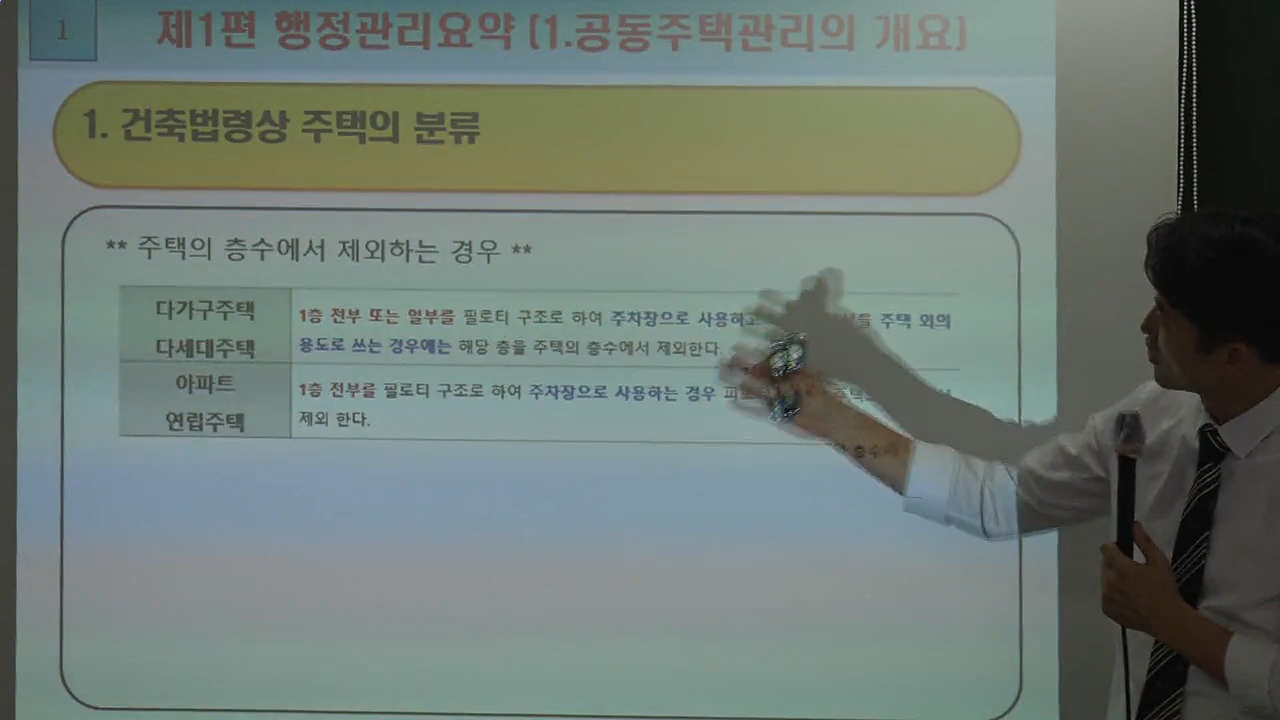 1
제1편 행정관리요약 [1.공동주택관리의 개요]
1. 건축법령상 주택의 분류
** 주택의 층수에서 제외하는 경우 **
다가구주택
다세대주택
1층 전부 또는 일부를 필로티 구조로 하여 주차장으로 사용하고 주택 외의
용도로 쓰는 경우에는 해당 층을 주택의 층수에서 제외한다
아파트
연립주택
1층 전부를 필로티 구조로 하여 주차장으로 사용하는 경우
층수에서
제외 한다.